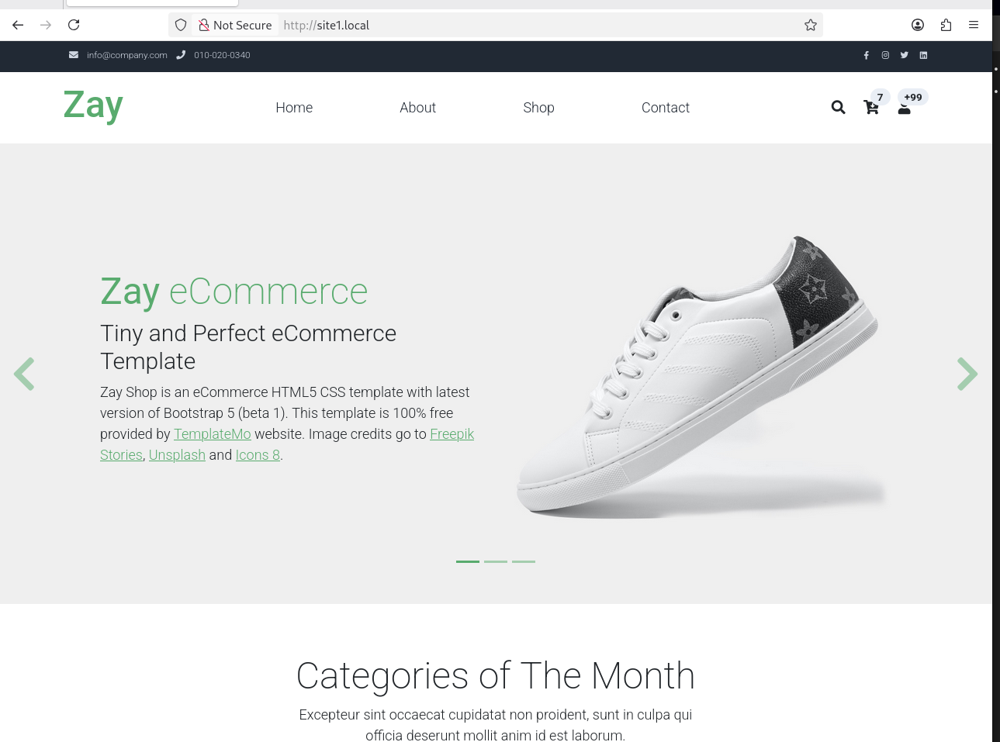 Not Secure http://site1.local
info@company.com 010-020-0340
Zay Home About Shop Contact 7 +99
Zay eCommerce
Tiny and Perfect eCommerce
Template
Zay Shop is an eCommerce HTML5 CSS template with latest
version of Bootstrap 5 (beta 1). This template is 100% free
provided by TemplateMo website. Image credits go to Freepik
Stories, Unsplash and Icons 8.
Categories of The Month
Excepteur sint occaecat cupidatat non proident, sunt in culpa qui
officia deserunt mollit anim id est laborum.